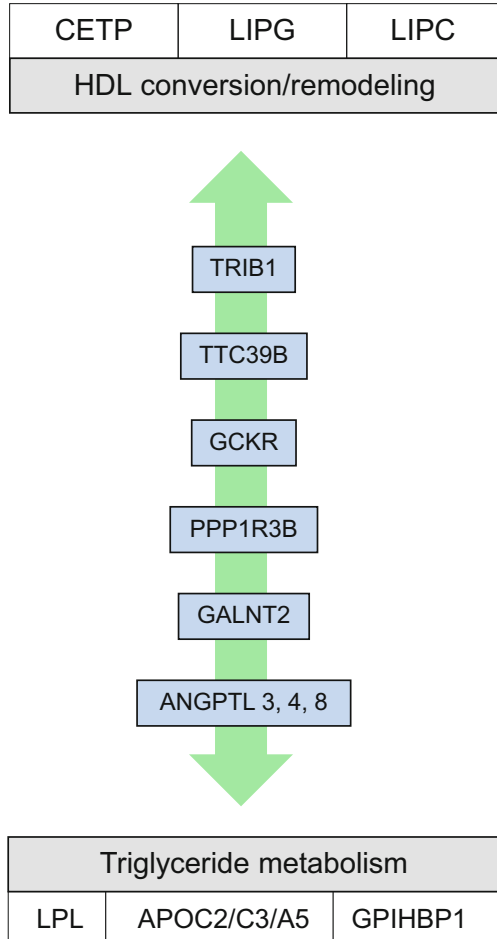 CETP LIPG LIPC
HDL conversion/remodeling
TRIB1
TTC39B
GCKR
PPP1R3B
GALNT2
ANGPTL 3, 4, 8
Triglyceride metabolism
LPL APOC2/C3/A5 GPIHBP1